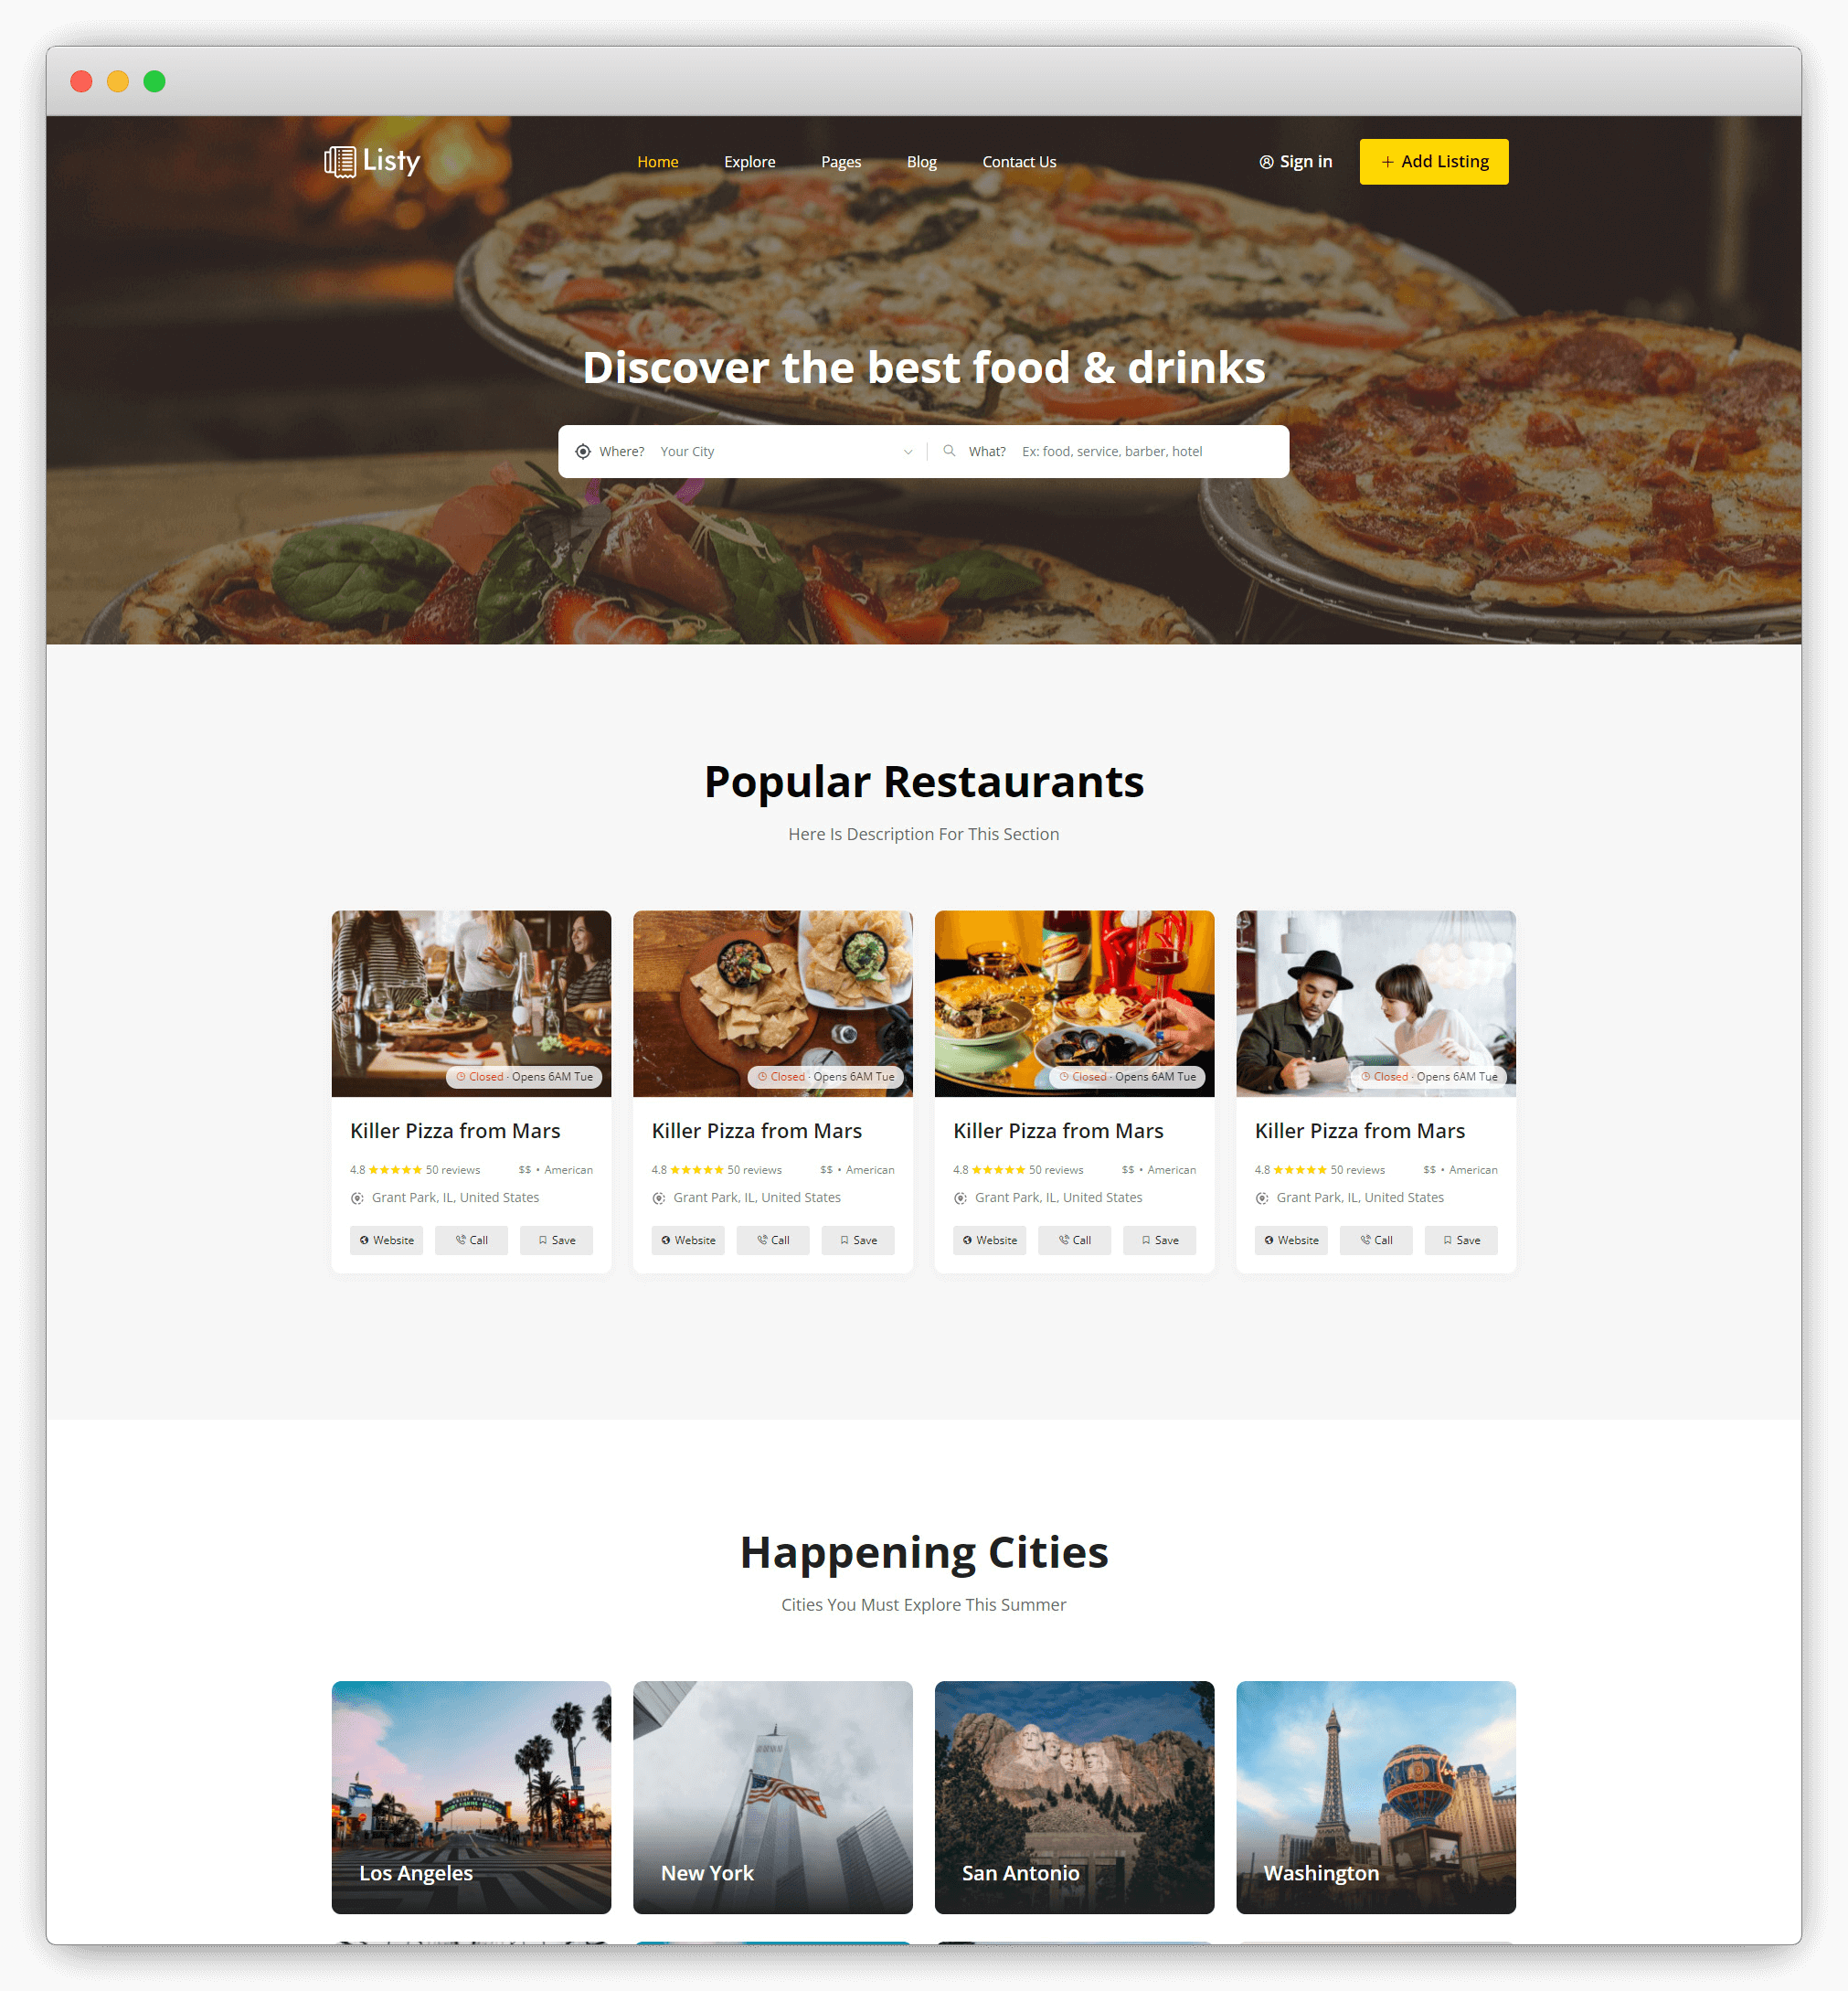 Listy
Home Explore Pages Blog Contact Us
Sign in
+ Add Listing
Discover the best food & drinks
Where? Your City
What? Ex: food, service, barber, hotel
Popular Restaurants
Here Is Description For This Section
Closed · Opens 6AM Tue
Closed · Opens 6AM Tue
Closed · Opens 6AM Tue
Closed · Opens 6AM Tue
Killer Pizza from Mars
4.8 ★★★★★ 50 reviews $$ • American
Grant Park, IL, United States
Website Call Save
Killer Pizza from Mars
4.8 ★★★★★ 50 reviews $$ • American
Grant Park, IL, United States
Website Call Save
Killer Pizza from Mars
4.8 ★★★★★ 50 reviews $$ • American
Grant Park, IL, United States
Website Call Save
Killer Pizza from Mars
4.8 ★★★★★ 50 reviews $$ • American
Grant Park, IL, United States
Website Call Save
Happening Cities
Cities You Must Explore This Summer
Los Angeles
New York
San Antonio
Washington